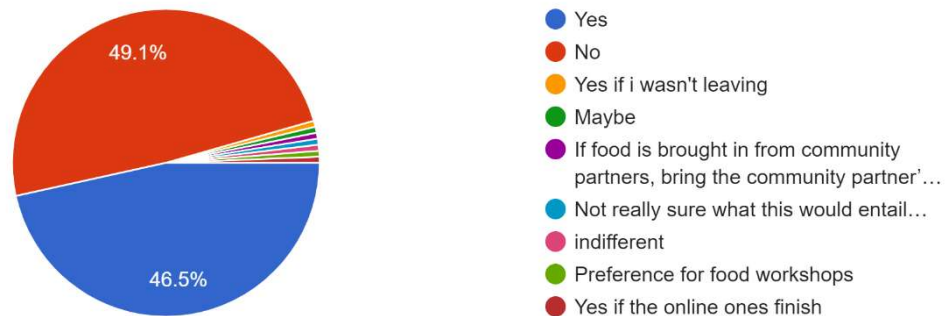 49.1%
46.5%
Yes
No
Yes if i wasn't leaving
Maybe
If food is brought in from community
partners, bring the community partner’…
Not really sure what this would entail…
indifferent
Preference for food workshops
Yes if the online ones finish